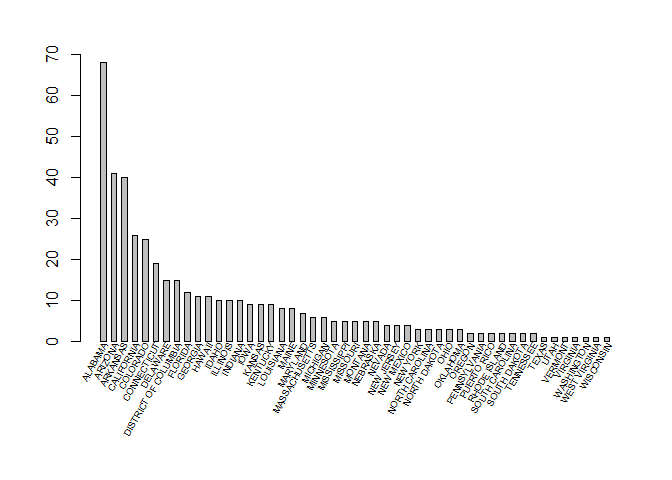 70
60
50
40
30
20
10
0
ALABAMA
ARIZONA
ARKANSAS
CALIFORNIA
COLORADO
CONNECTICUT
DELAWARE
DISTRICT OF COLUMBIA
FLORIDA
GEORGIA
HAWAII
IDAHO
ILLINOIS
INDIANA
IOWA
KANSAS
KENTUCKY
LOUISIANA
MAINE
MARYLAND
MASSACHUSETTS
MICHIGAN
MINNESOTA
MISSISSIPPI
MISSOURI
MONTANA
NEBRASKA
NEVADA
NEW JERSEY
NEW MEXICO
NEW YORK
NORTH CAROLINA
NORTH DAKOTA
OHIO
OKLAHOMA
OREGON
PENNSYLVANIA
PUERTO RICO
RHODE ISLAND
SOUTH CAROLINA
SOUTH DAKOTA
TENNESSEE
TEXAS
UTAH
VERMONT
VIRGINIA
WASHINGTON
WEST VIRGINIA
WISCONSIN